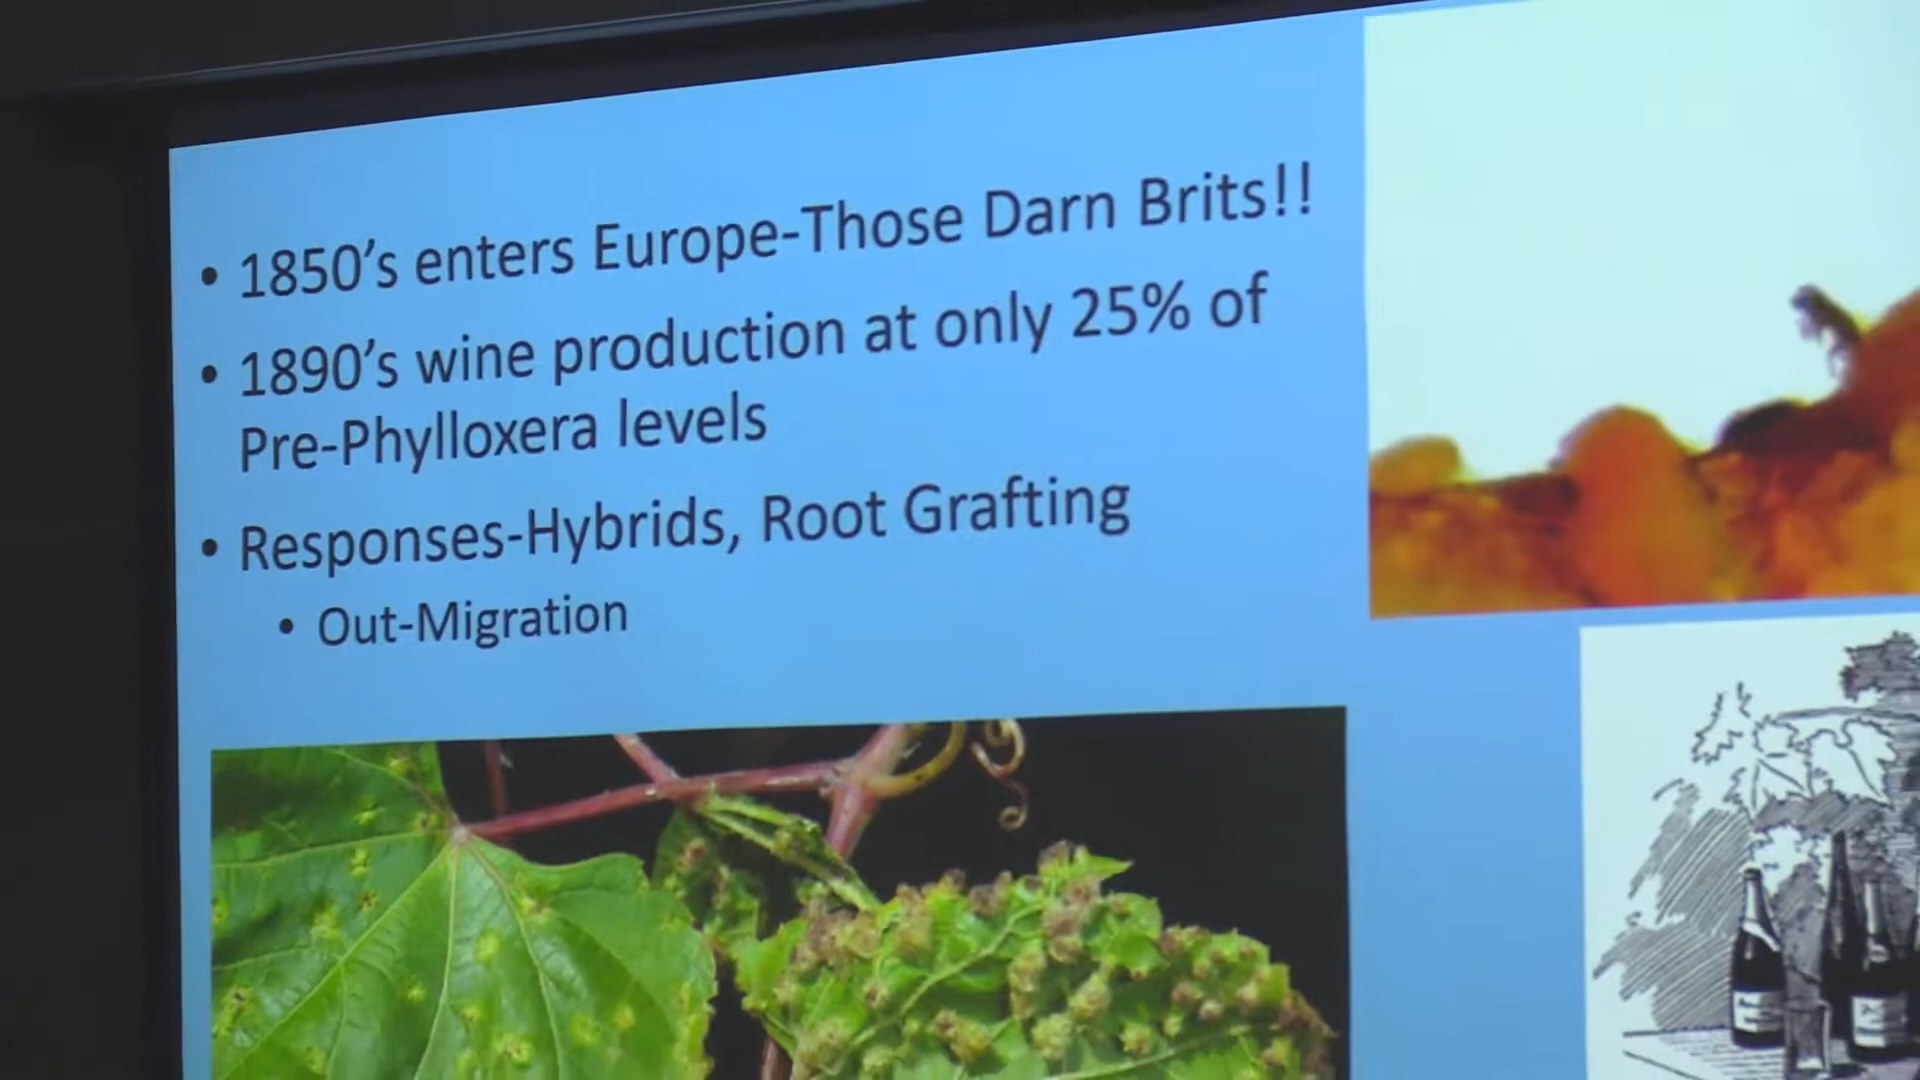 • 1850's enters Europe-Those Darn Brits!!
• 1890's wine production at only 25% of
Pre-Phylloxera levels
• Responses-Hybrids, Root Grafting
• Out-Migration